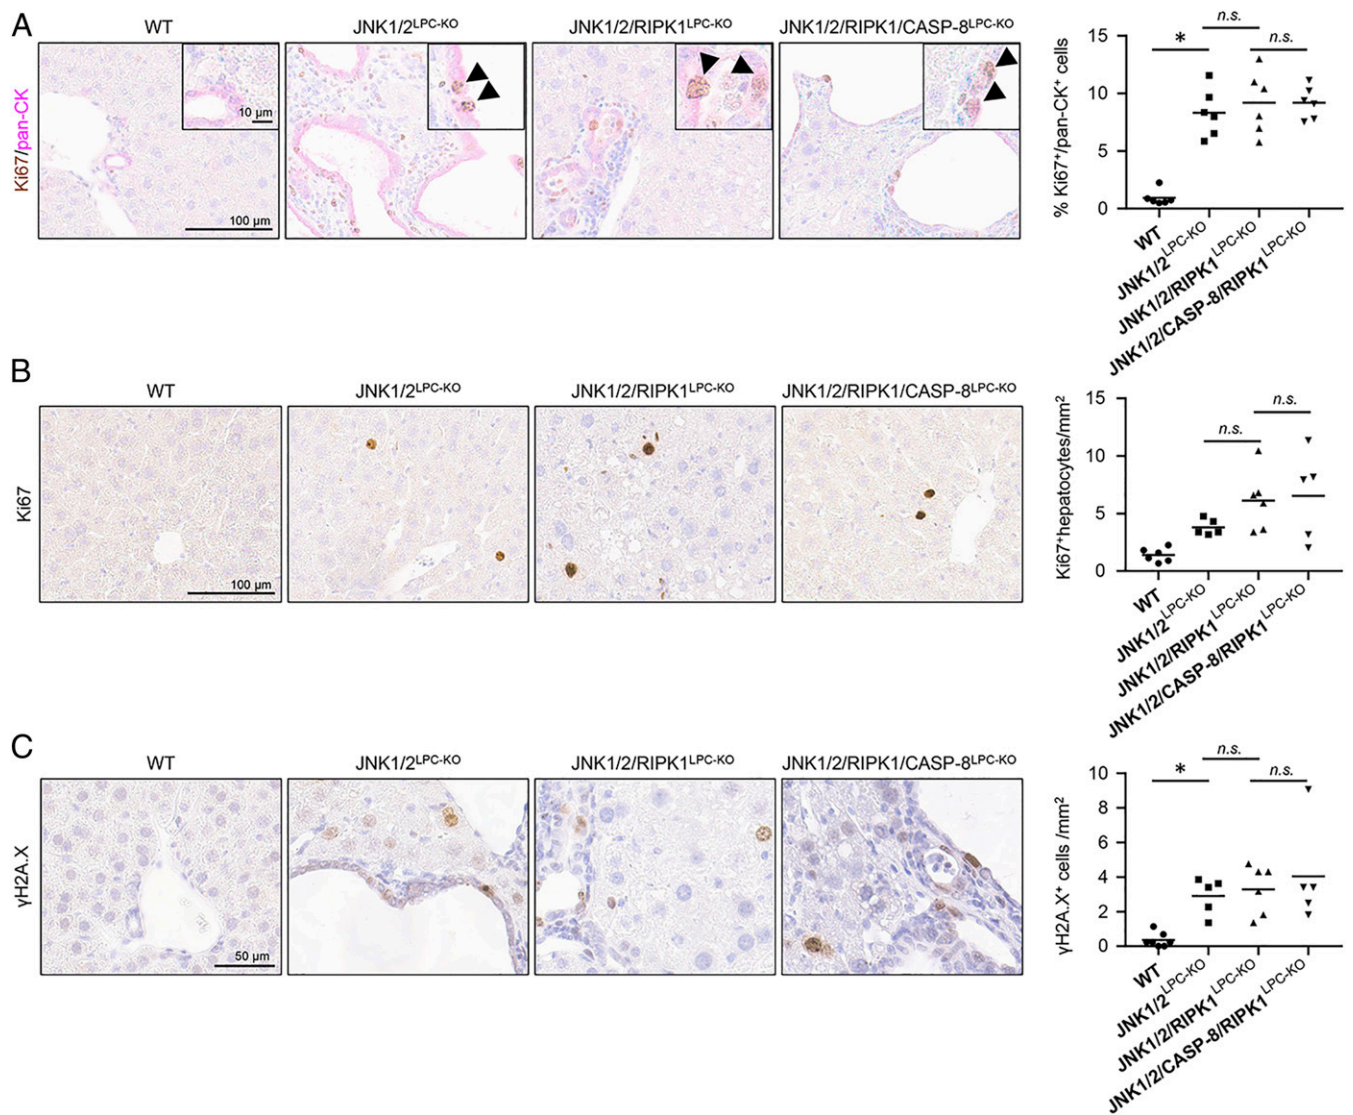 A
WT
JNK1/2LPC-KO
JNK1/2/RIPK1LPC-KO
JNK1/2/RIPK1/CASP-8LPC-KO
Ki67/pan-CK
10 µm
100 µm
% Ki67+/pan-CK+ cells
15
10
5
0
*
n.s.
n.s.
WT
JNK1/2LPC-KO
JNK1/2/RIPK1LPC-KO
JNK1/2/CASP-8/RIPK1LPC-KO
B
WT
JNK1/2LPC-KO
JNK1/2/RIPK1LPC-KO
JNK1/2/RIPK1/CASP-8LPC-KO
Ki67
100 µm
Ki67+hepatocytes/mm2
15
10
5
0
n.s.
n.s.
WT
JNK1/2LPC-KO
JNK1/2/RIPK1LPC-KO
JNK1/2/CASP-8/RIPK1LPC-KO
C
WT
JNK1/2LPC-KO
JNK1/2/RIPK1LPC-KO
JNK1/2/RIPK1/CASP-8LPC-KO
γH2A.X
50 µm
γH2A.X+ cells /mm2
10
8
6
4
2
0
*
n.s.
n.s.
WT
JNK1/2LPC-KO
JNK1/2/RIPK1LPC-KO
JNK1/2/CASP-8/RIPK1LPC-KO